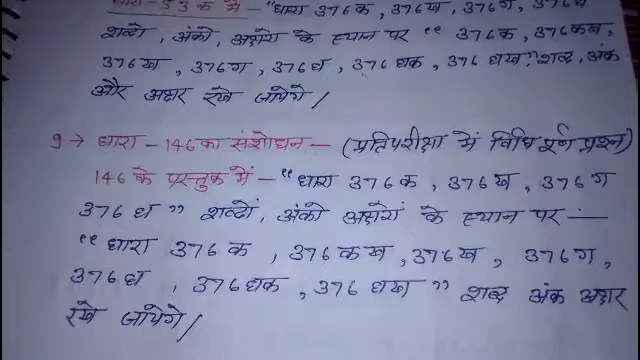 धारा-53 क में - "धारा 376क, 376ख, 376ग, 376घ
शब्दों, अंकों, अक्षरों के स्थान पर "376क, 376कख,
376ख, 376ग, 376घ, 376घक, 376घख" शब्द, अंक
और अक्षर रखे जायेंगे/
9→ धारा-146 का संशोधन - (प्रतिपरीक्षा में विधिपूर्ण प्रश्न)
146 के परन्तुक में - "धारा 376क, 376ख, 376ग
376घ" शब्दों, अंको अक्षरों के स्थान पर :-
"धारा 376क, 376कख, 376ख, 376ग,
376घ, 376घक, 376घख" शब्द अंक अक्षर
रखे जायेंगे/